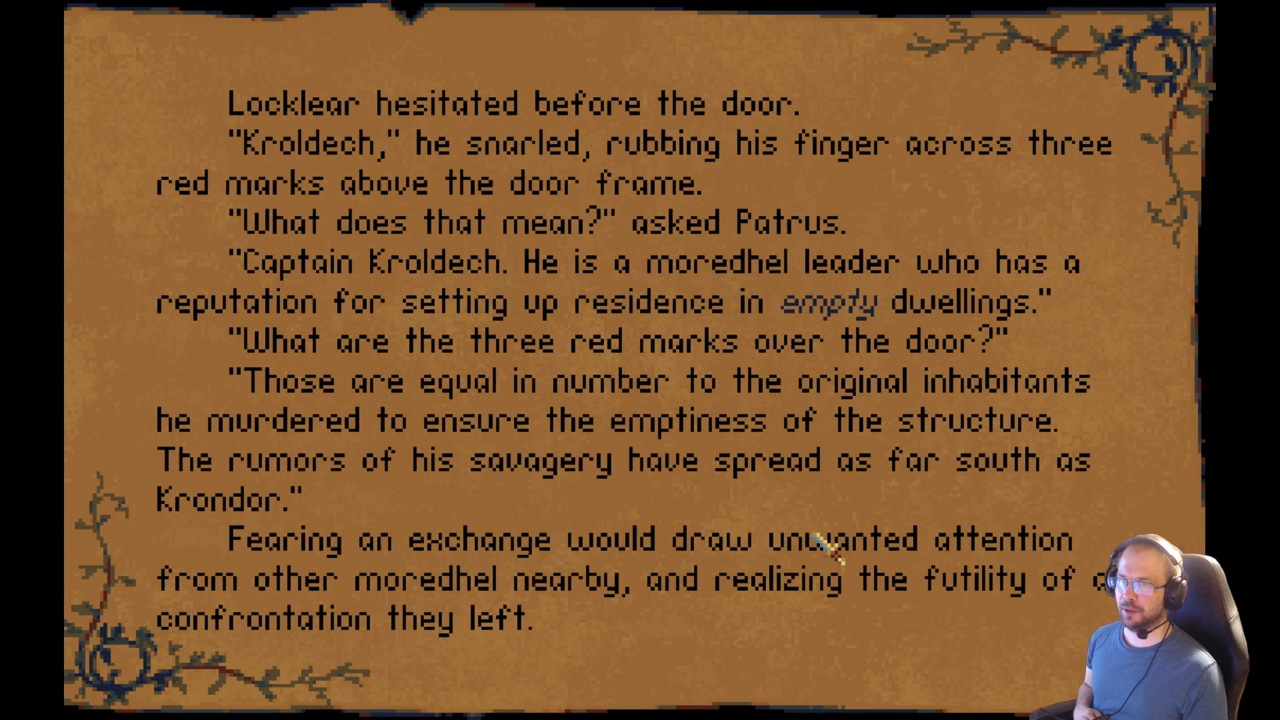 Locklear hesitated before the door.
"Kroldech," he snarled, rubbing his finger across three
red marks above the door frame.
"What does that mean?" asked Patrus.
"Captain Kroldech. He is a moredhel leader who has a
reputation for setting up residence in empty dwellings."
"What are the three red marks over the door?"
"Those are equal in number to the original inhabitants
he murdered to ensure the emptiness of the structure.
The rumors of his savagery have spread as far south as
Krondor."
Fearing an exchange would draw unwanted attention
from other moredhel nearby, and realizing the futility of a
confrontation they left.